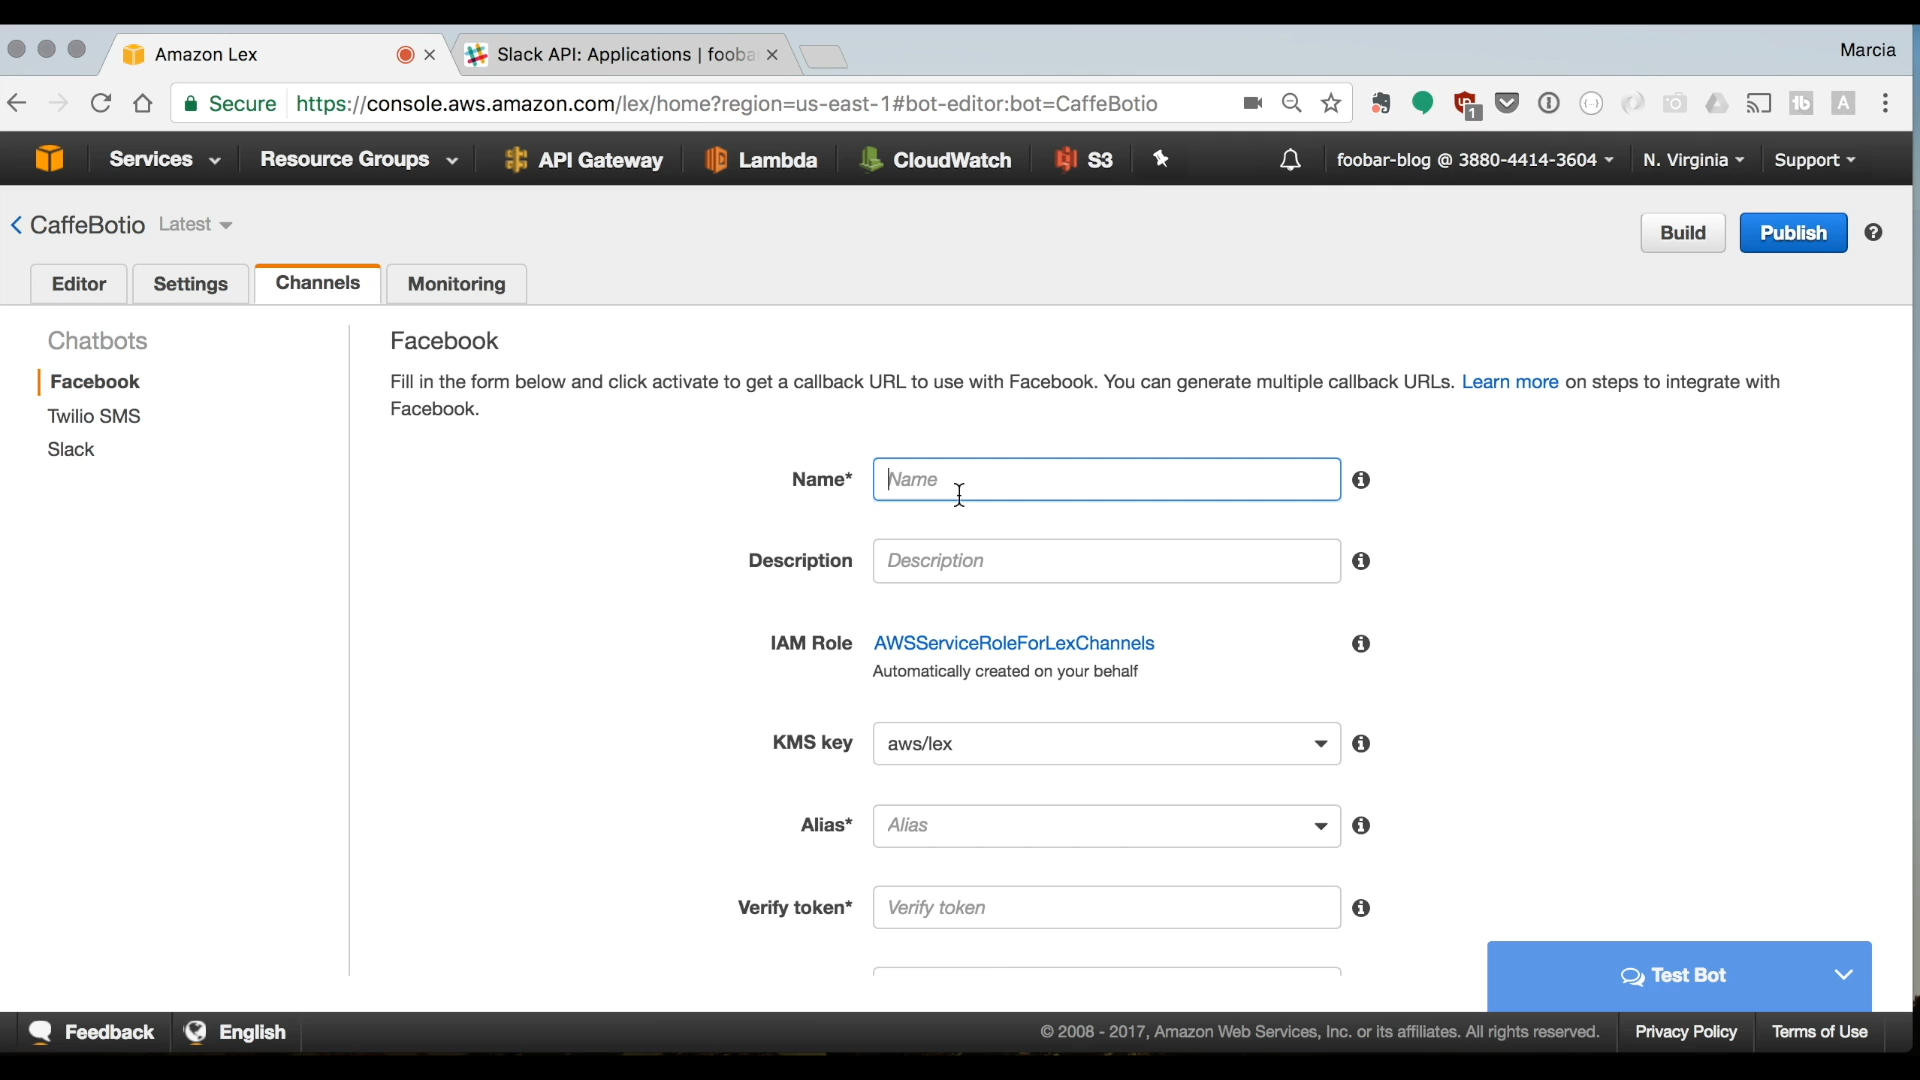 Amazon Lex
Slack API: Applications | fooba
Marcia
Secure https://console.aws.amazon.com/lex/home?region=us-east-1#bot-editor:bot=CaffeBotio
1
tb
A
Services Resource Groups API Gateway Lambda CloudWatch S3 foobar-blog @ 3880-4414-3604 N. Virginia Support
CaffeBotio Latest
Build Publish ?
Editor Settings Channels Monitoring
Chatbots
Facebook
Twilio SMS
Slack
Facebook
Fill in the form below and click activate to get a callback URL to use with Facebook. You can generate multiple callback URLs. Learn more on steps to integrate with
Facebook.
Name* Name
Description Description
IAM Role AWSServiceRoleForLexChannels
Automatically created on your behalf
KMS key aws/lex
Alias* Alias
Verify token* Verify token
Test Bot
Feedback English © 2008 - 2017, Amazon Web Services, Inc. or its affiliates. All rights reserved. Privacy Policy Terms of Use